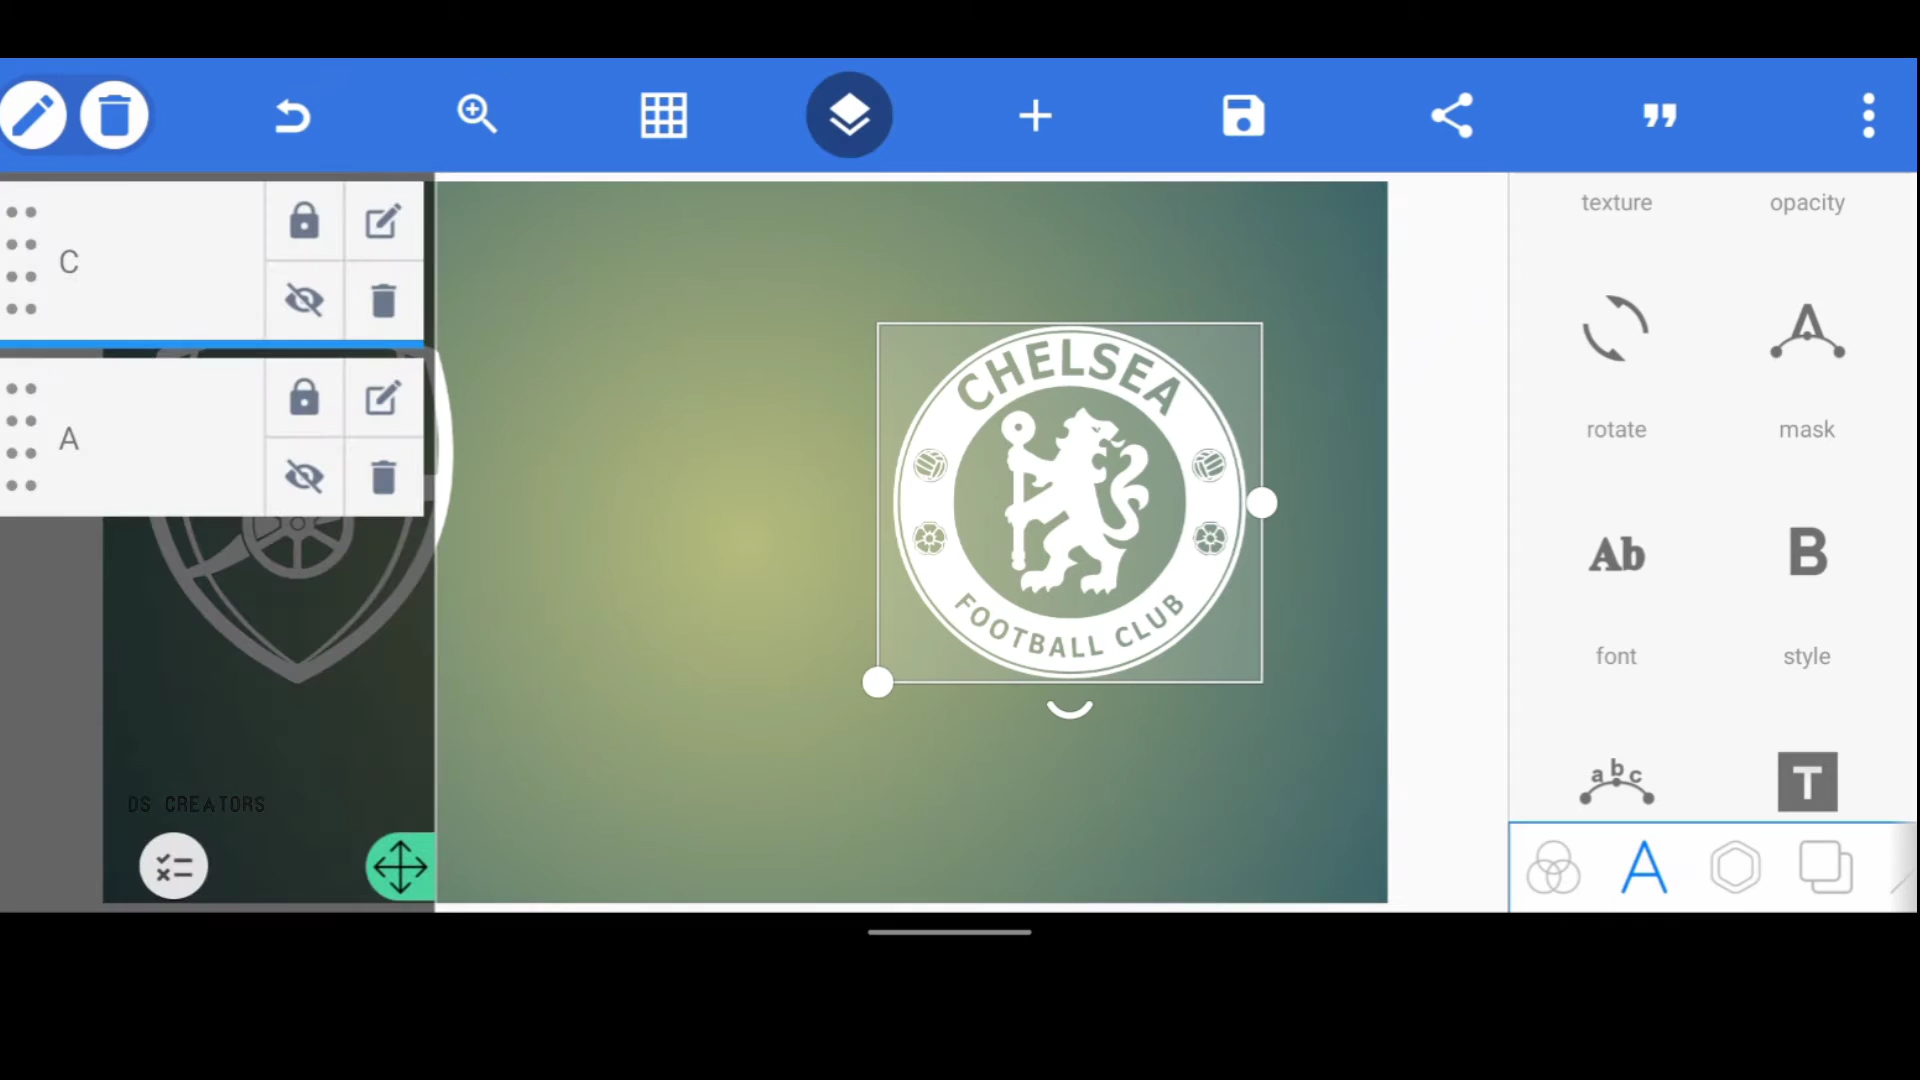 texture opacity
C
CHELSEA
rotate mask
A
Ab B
FOOTBALL CLUB
font style
abc T
DS CREATORS
A